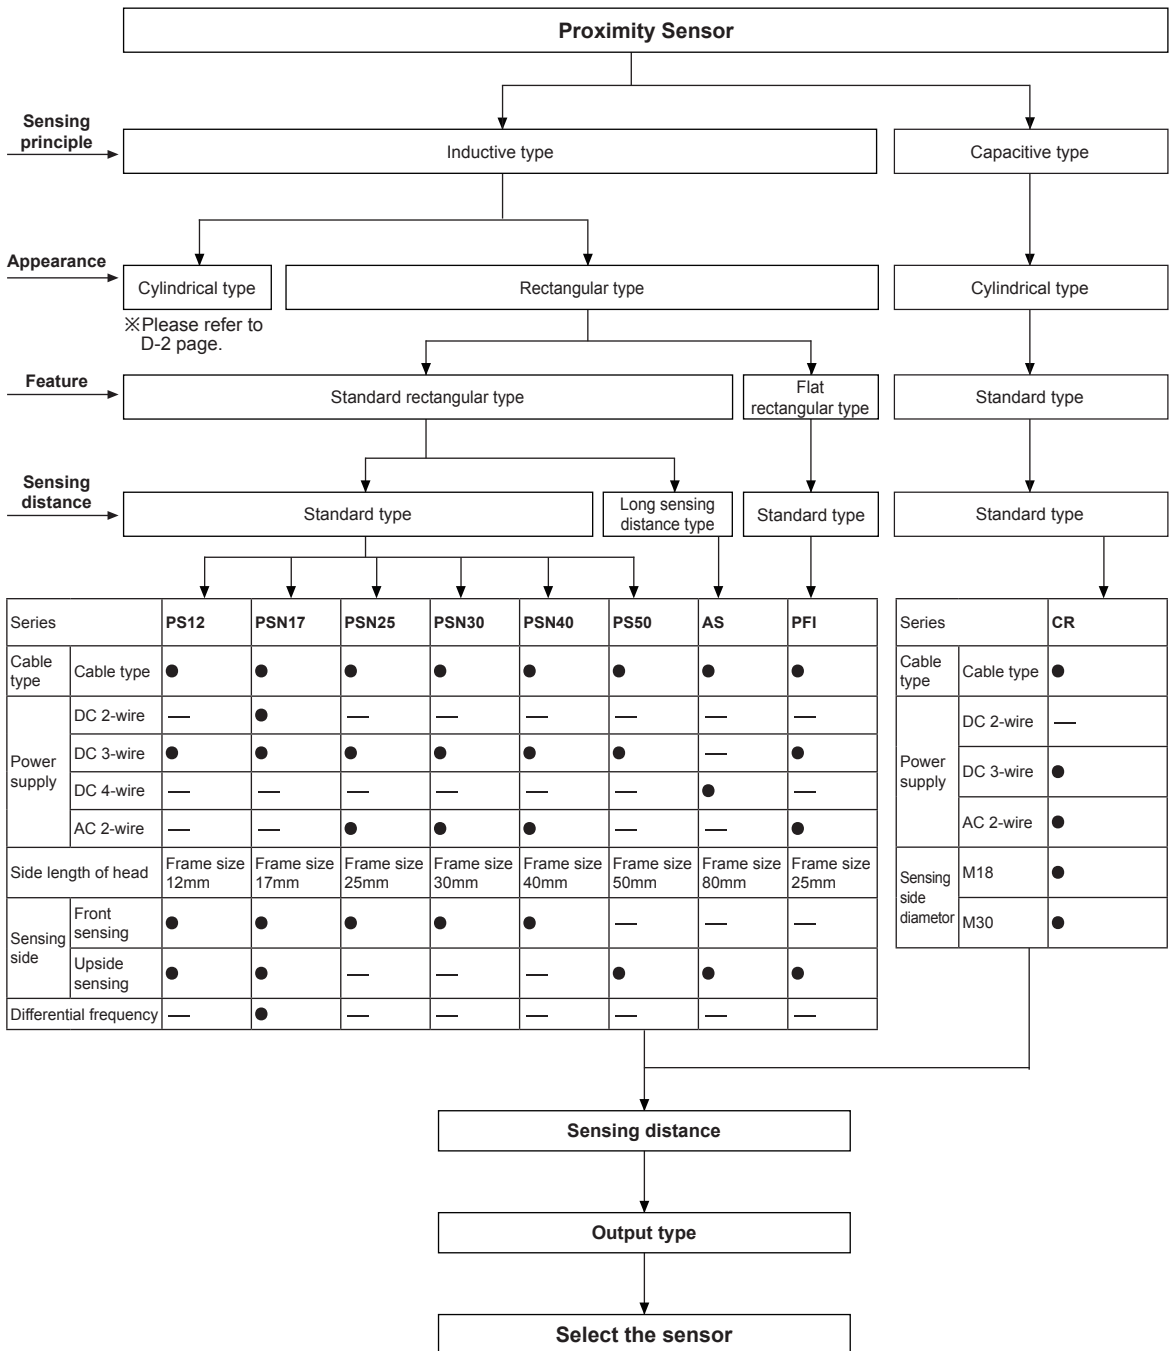 Proximity Sensor
Sensing
principle
Inductive type
Capacitive type
Appearance
Cylindrical type
Rectangular type
Cylindrical type
※Please refer to
D-2 page.
Feature
Standard rectangular type
Flat
rectangular type
Standard type
Sensing
distance
Standard type
Long sensing
distance type
Standard type
Standard type
Series PS12 PSN17 PSN25 PSN30 PSN40 PS50 AS PFI
Cable
type
Cable type ● ● ● ● ● ● ● ●
Power
supply
DC 2-wire — ● — — — — — —
DC 3-wire ● ● ● ● ● ● — ●
DC 4-wire — — — — — — ● —
AC 2-wire — — ● ● ● — — ●
Side length of head
Frame size Frame size Frame size Frame size Frame size Frame size Frame size Frame size
12mm 17mm 25mm 30mm 40mm 50mm 80mm 25mm
Sensing
side
Front
sensing ● ● ● ● ● — — —
Upside
sensing ● ● — — — ● ● ●
Differential frequency — ● — — — — — —
Series CR
Cable
type
Cable type ●
Power
supply
DC 2-wire —
DC 3-wire ●
AC 2-wire ●
Sensing
side
diametor
M18 ●
M30 ●
Sensing distance
Output type
Select the sensor